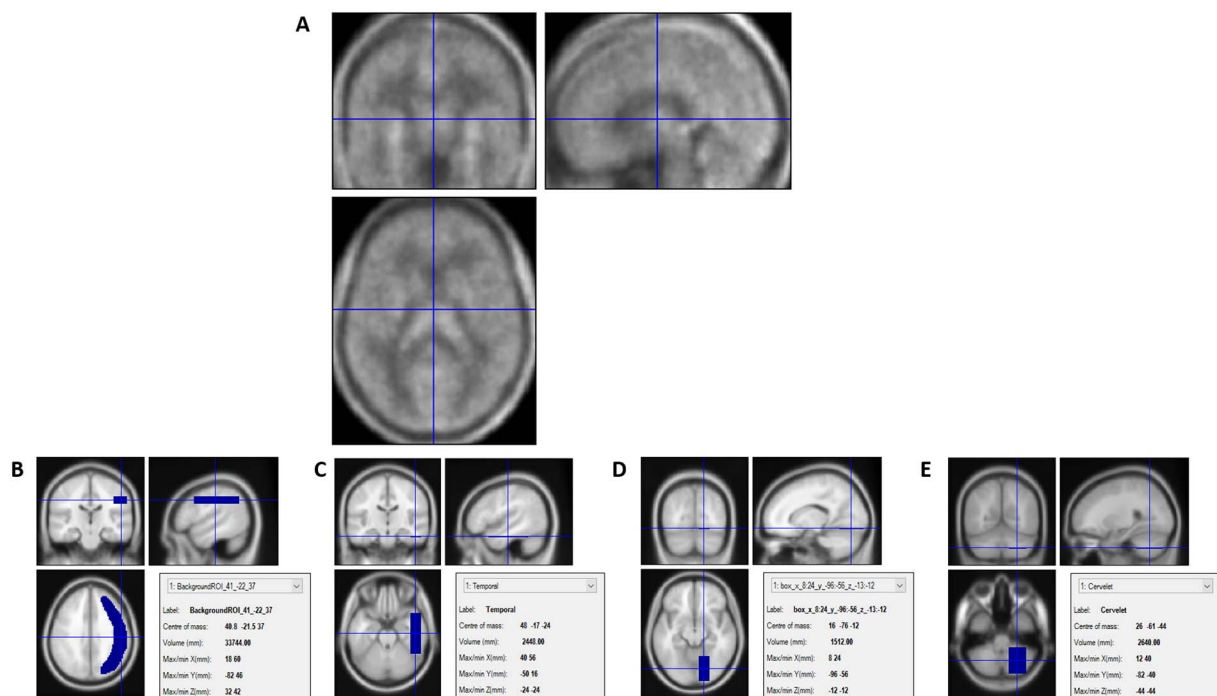 A
B
1: BackgroundROI_41_-22_37
Label: BackgroundROI_41_-22_37
Centre of mass: 40.8 -21.5 37
Volume (mm): 33744.00
Max/min X(mm): 18 60
Max/min Y(mm): -82 46
Max/min Z(mm): 32 42
C
1: Temporal
Label: Temporal
Centre of mass: 48 -17 -24
Volume (mm): 2448.00
Max/min X(mm): 40 56
Max/min Y(mm): -50 16
Max/min Z(mm): -24 -24
D
1: box_x_8:24_y_-96:-56_z_-13:-12
Label: box_x_8:24_y_-96:-56_z_-13:-12
Centre of mass: 16 -76 -12
Volume (mm): 1512.00
Max/min X(mm): 8 24
Max/min Y(mm): -96 -56
Max/min Z(mm): -12 -12
E
1: Cervelet
Label: Cervelet
Centre of mass: 26 -61 -44
Volume (mm): 2640.00
Max/min X(mm): 12 40
Max/min Y(mm): -82 -40
Max/min Z(mm): -44 -44